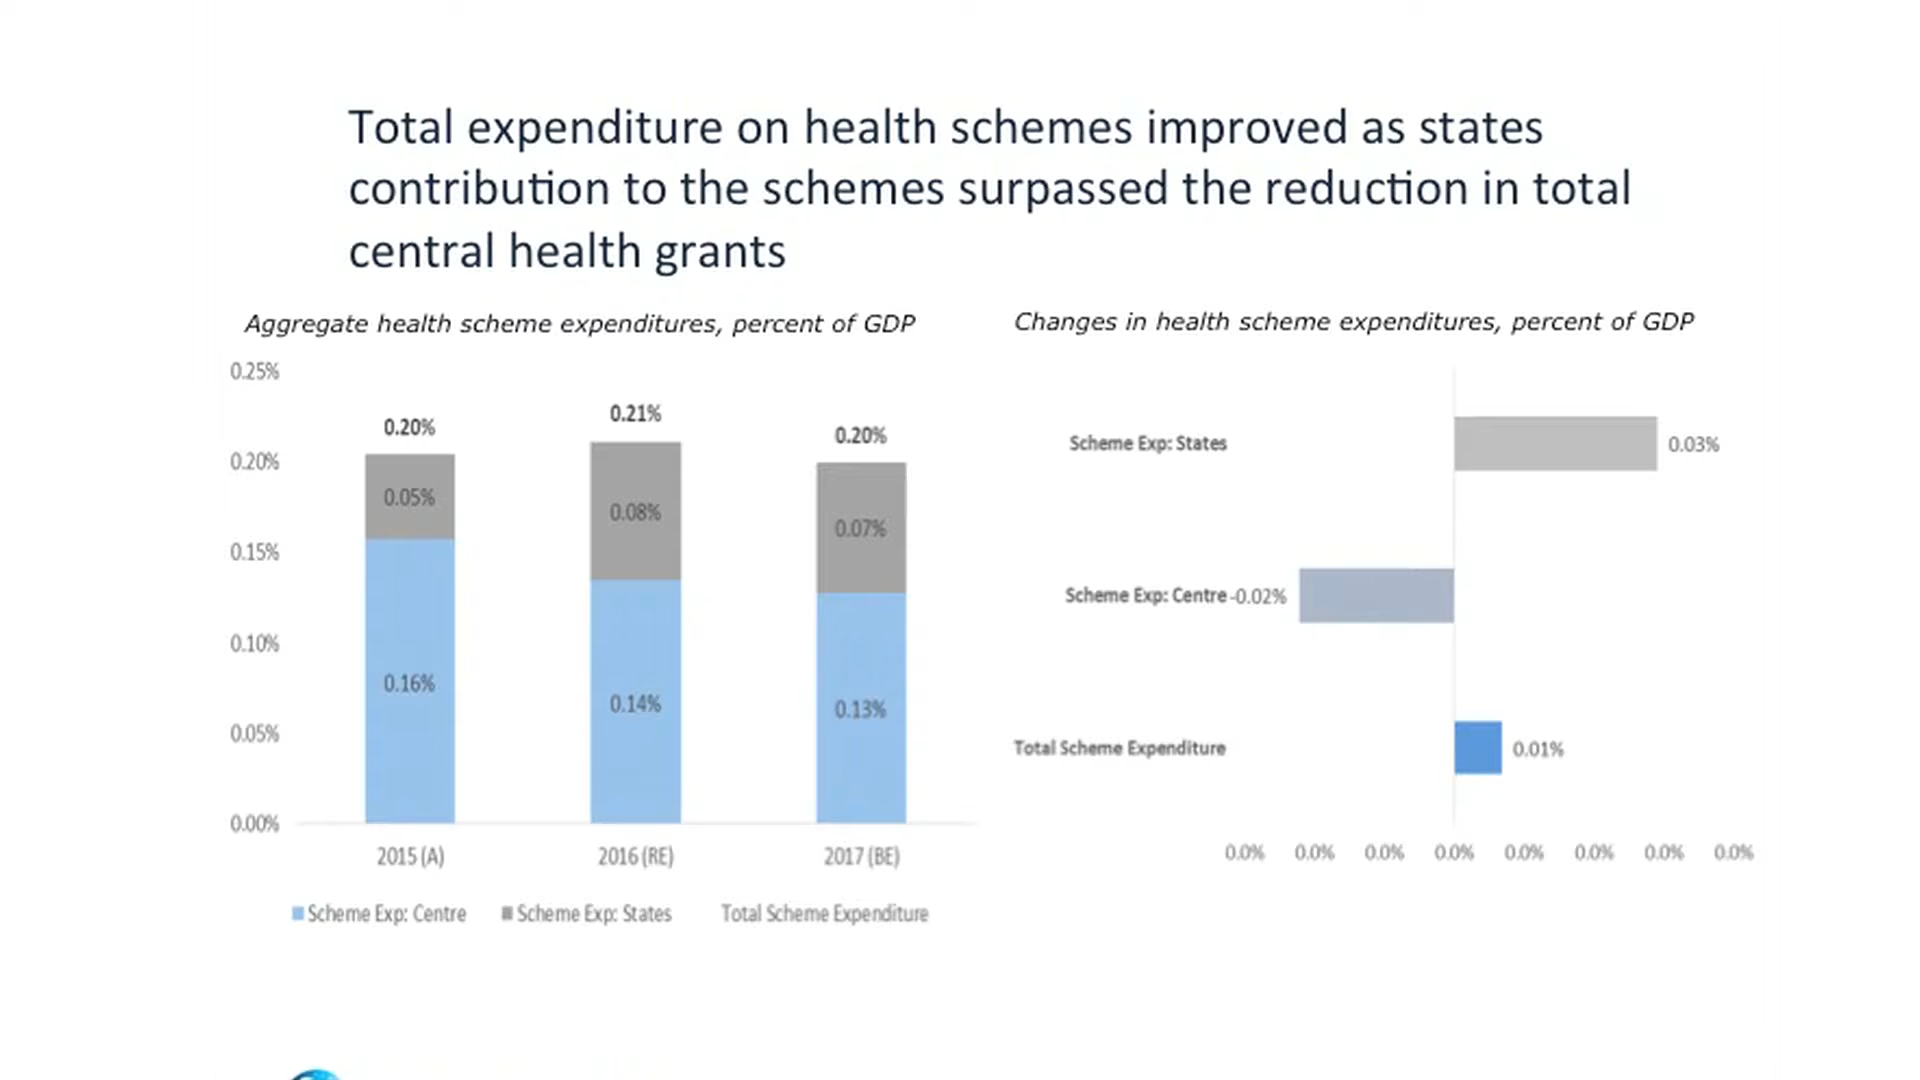 Total expenditure on health schemes improved as states
contribution to the schemes surpassed the reduction in total
central health grants
Aggregate health scheme expenditures, percent of GDP
0.25%
0.20%
0.15%
0.10%
0.05%
0.00%
0.20%
0.05%
0.16%
0.21%
0.08%
0.14%
0.20%
0.07%
0.13%
2015 (A) 2016 (RE) 2017 (BE)
Scheme Exp: Centre Scheme Exp: States Total Scheme Expenditure
Changes in health scheme expenditures, percent of GDP
Scheme Exp: States 0.03%
Scheme Exp: Centre -0.02%
Total Scheme Expenditure 0.01%
0.0% 0.0% 0.0% 0.0% 0.0% 0.0% 0.0% 0.0%